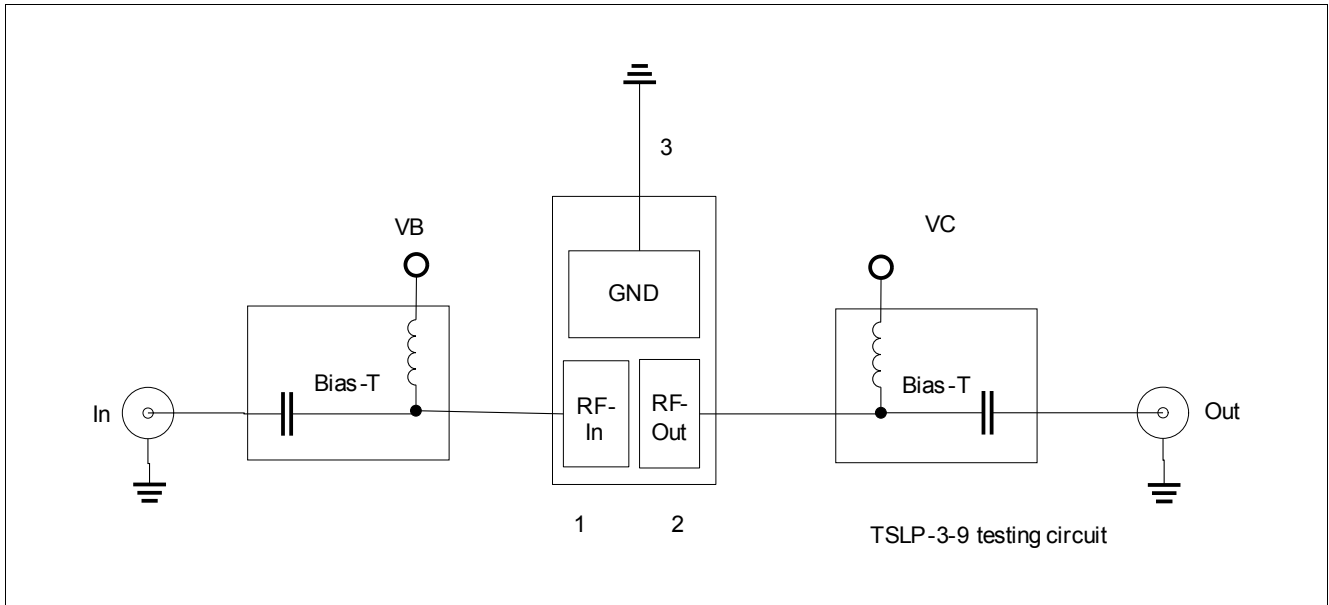 3
VB
VC
GND
Bias-T
Bias-T
In
RF-
In
RF-
Out
Out
1
2
TSLP-3-9 testing circuit